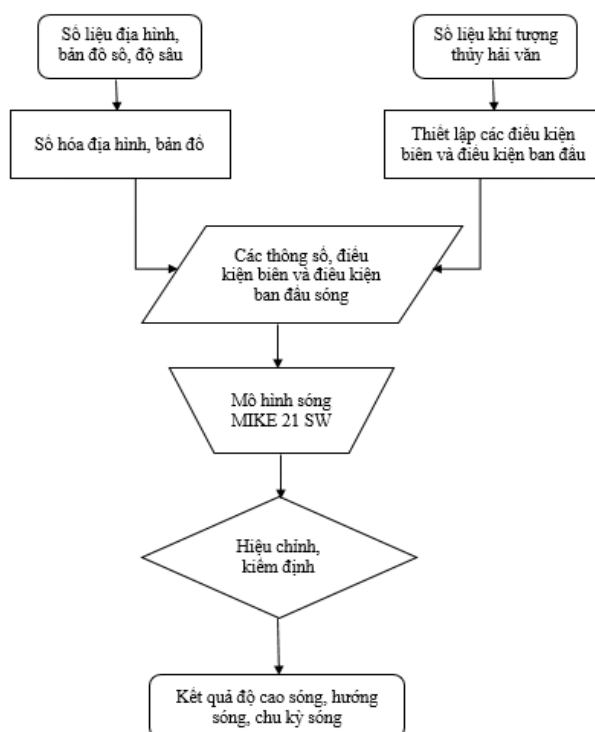 Số liệu địa hình,
bản đồ số, độ sâu
Số liệu khí tượng
thủy hải văn
Số hóa địa hình, bản đồ
Thiết lập các điều kiện
biên và điều kiện ban đầu
Các thông số, điều
kiện biên và điều kiện
ban đầu sóng
Mô hình sóng
MIKE 21 SW
Hiệu chỉnh,
kiểm định
Kết quả độ cao sóng, hướng
sóng, chu kỳ sóng